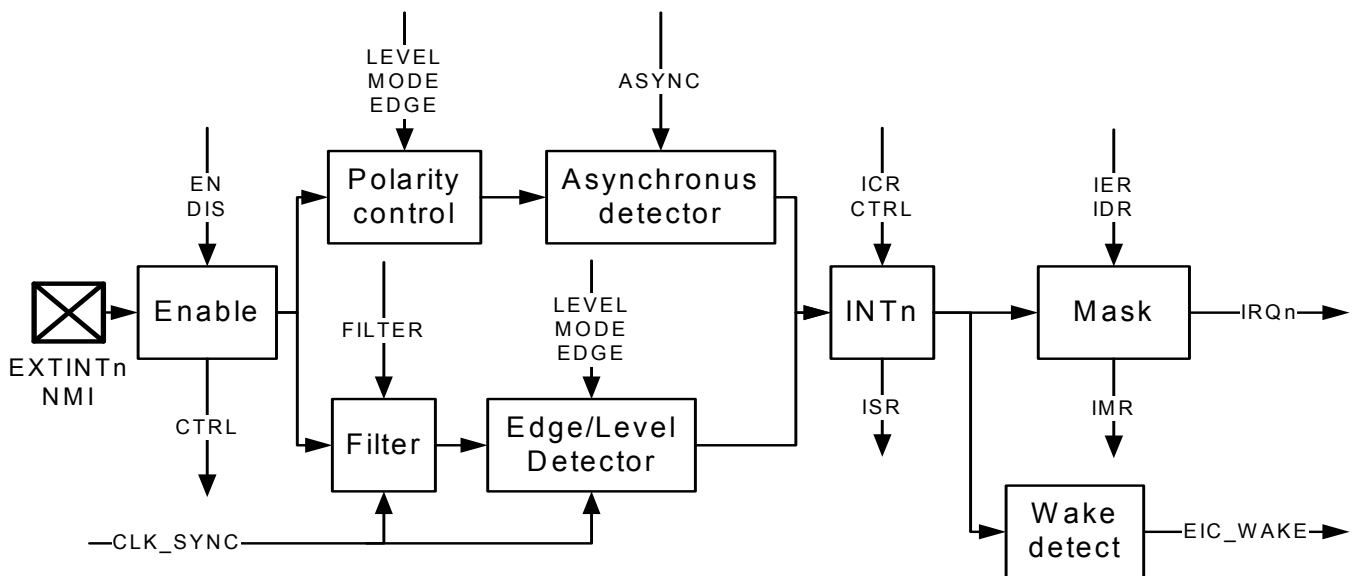 LEVEL
MODE
EDGE
ASYNC
EN
DIS
Polarity
control
Asynchronus
detector
ICR
CTRL
IER
IDR
EXTINTn
NMI
Enable
FILTER
LEVEL
MODE
EDGE
INTn
Mask
IRQn
CTRL
Filter
Edge/Level
Detector
ISR
IMR
CLK_SYNC
Wake
detect
EIC_WAKE